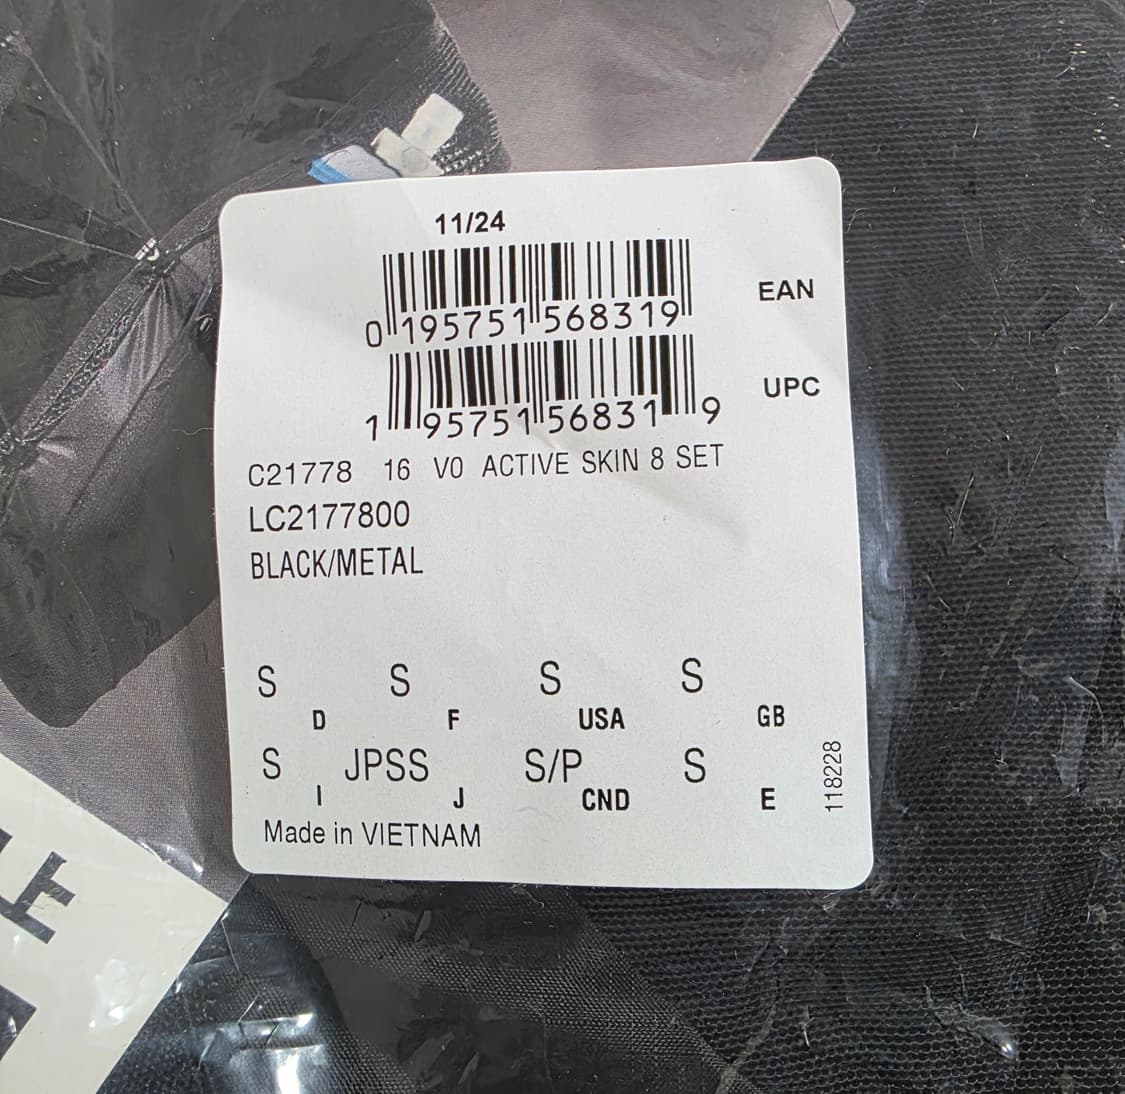 11/24
EAN
0 195751 568319
UPC
1 95751 56831 9
C21778 16 V0 ACTIVE SKIN 8 SET
LC2177800
BLACK/METAL
S S S S
D F USA GB
S JPSS S/P S
I J CND E
118228
Made in VIETNAM